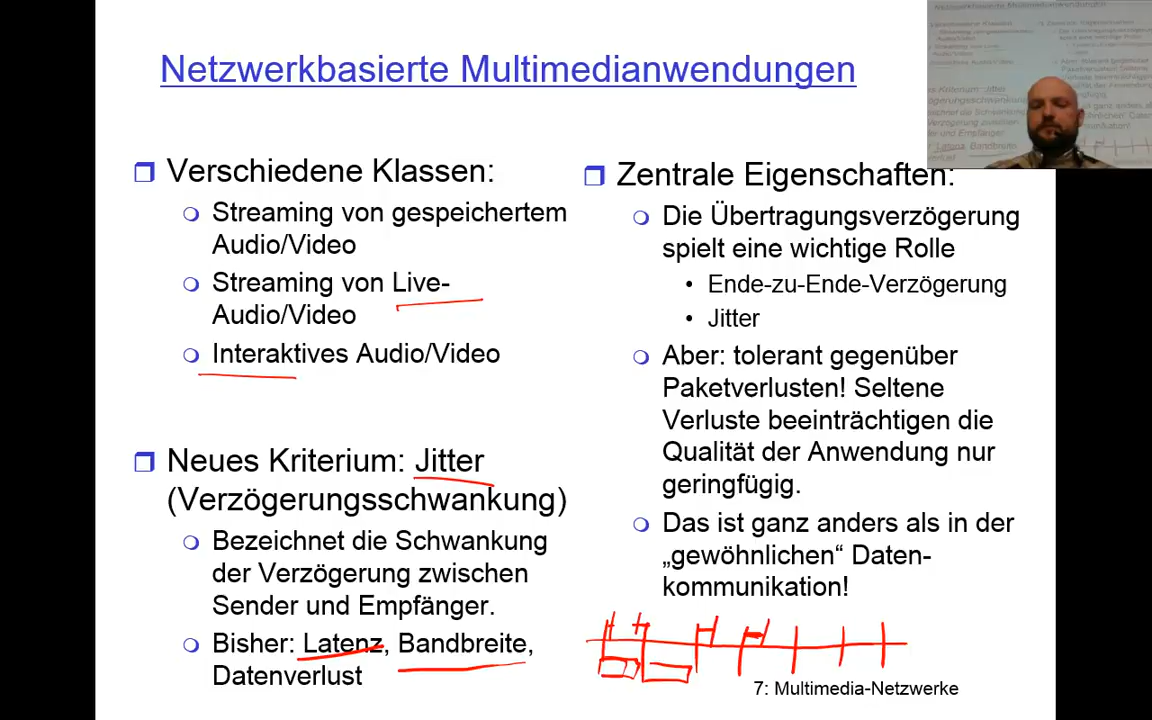 Netzwerkbasierte Multimedianwendungen
Verschiedene Klassen:
Streaming von gespeichertem
Audio/Video
Streaming von Live-
Audio/Video
Interaktives Audio/Video
Neues Kriterium: Jitter
(Verzögerungsschwankung)
Bezeichnet die Schwankung
der Verzögerung zwischen
Sender und Empfänger.
Bisher: Latenz, Bandbreite,
Datenverlust
Zentrale Eigenschaften:
Die Übertragungsverzögerung
spielt eine wichtige Rolle
Ende-zu-Ende-Verzögerung
Jitter
Aber: tolerant gegenüber
Paketverlusten! Seltene
Verluste beeinträchtigen die
Qualität der Anwendung nur
geringfügig.
Das ist ganz anders als in der
„gewöhnlichen“ Daten-
kommunikation!
7: Multimedia-Netzwerke